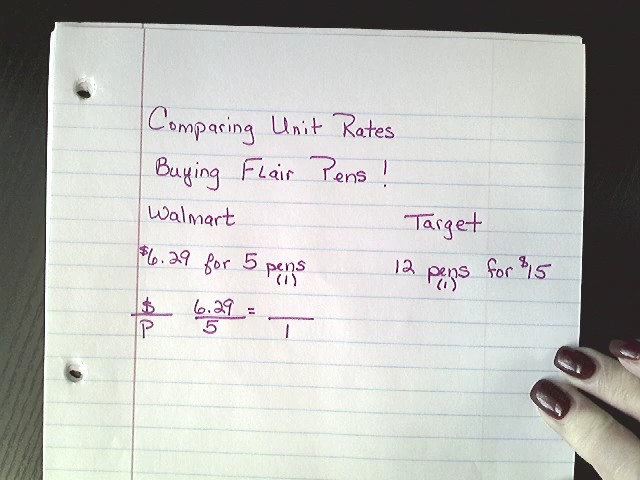 Comparing Unit Rates
Buying Flair Pens!
Walmart Target
$6.29 for 5 pens 12 pens for $15
(1) (1)
$ 6.29 =
P 5 1